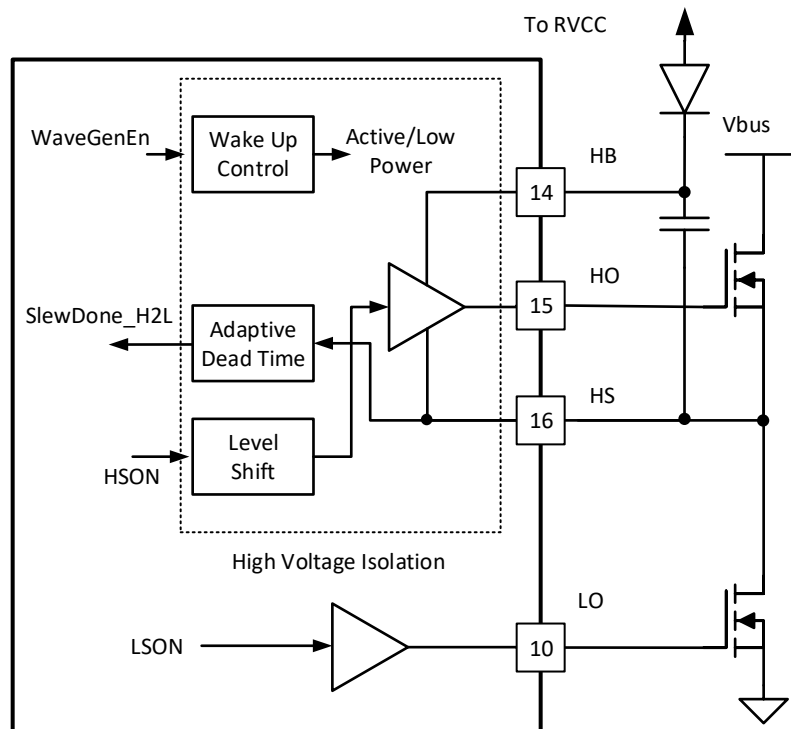 To RVCC
Vbus
WaveGenEn
Wake Up
Control
Active/Low
Power
HB
14
HO
15
SlewDone_H2L
Adaptive
Dead Time
HS
16
HSON
Level
Shift
High Voltage Isolation
LO
LSON
10